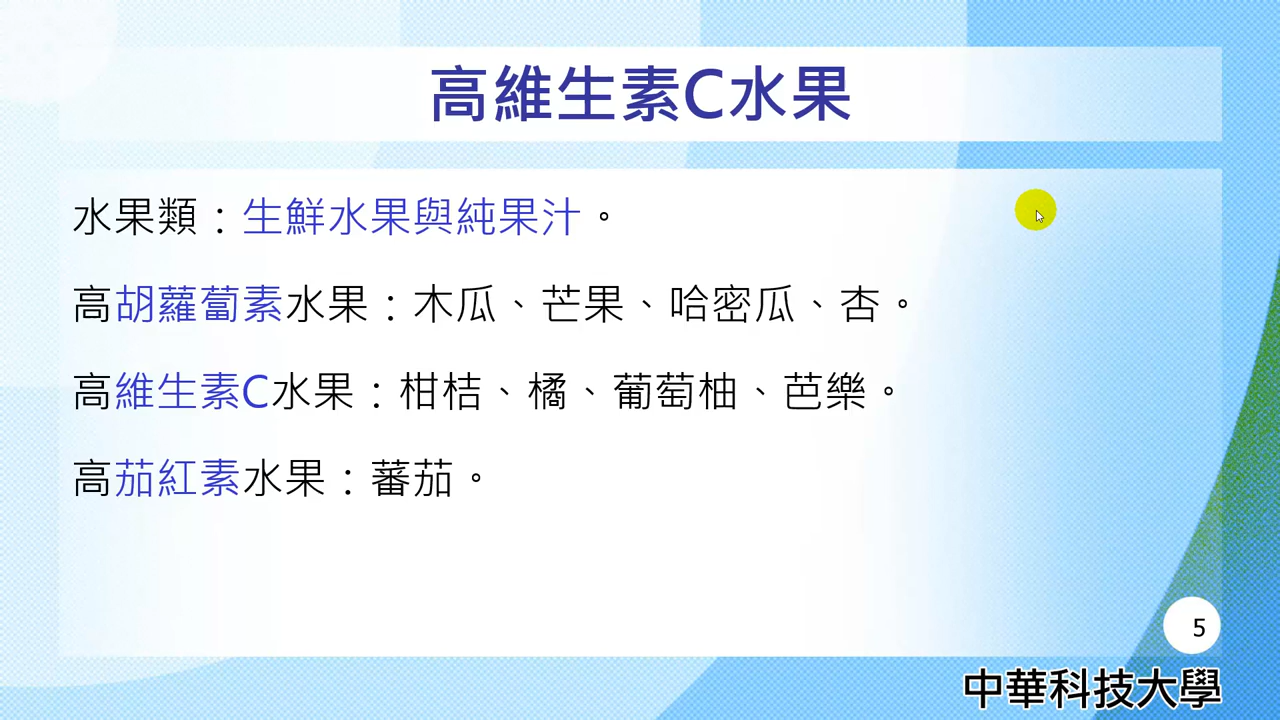 高維生素C水果
水果類：生鮮水果與純果汁。
高胡蘿蔔素水果：木瓜、芒果、哈密瓜、杏。
高維生素C水果：柑桔、橘、葡萄柚、芭樂。
高茄紅素水果：蕃茄。
5
中華科技大學